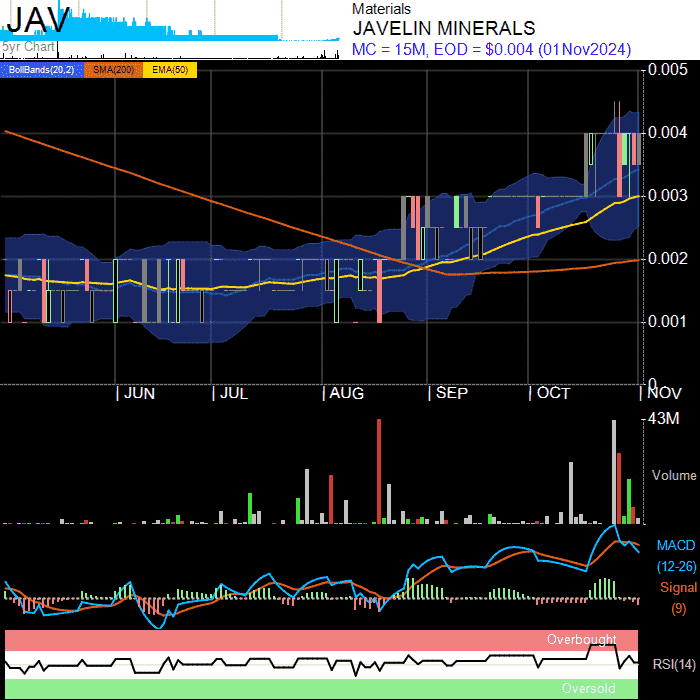 JAV
5yr Chart
Materials
JAVELIN MINERALS
MC = 15M, EOD = $0.004 (01Nov2024)
BollBands(20,2) SMA(200) EMA(50)
0.005
0.004
0.003
0.002
0.001
0
JUN JUL AUG SEP OCT NOV
43M
Volume
MACD
(12-26)
Signal
(9)
Overbought
RSI(14)
Oversold